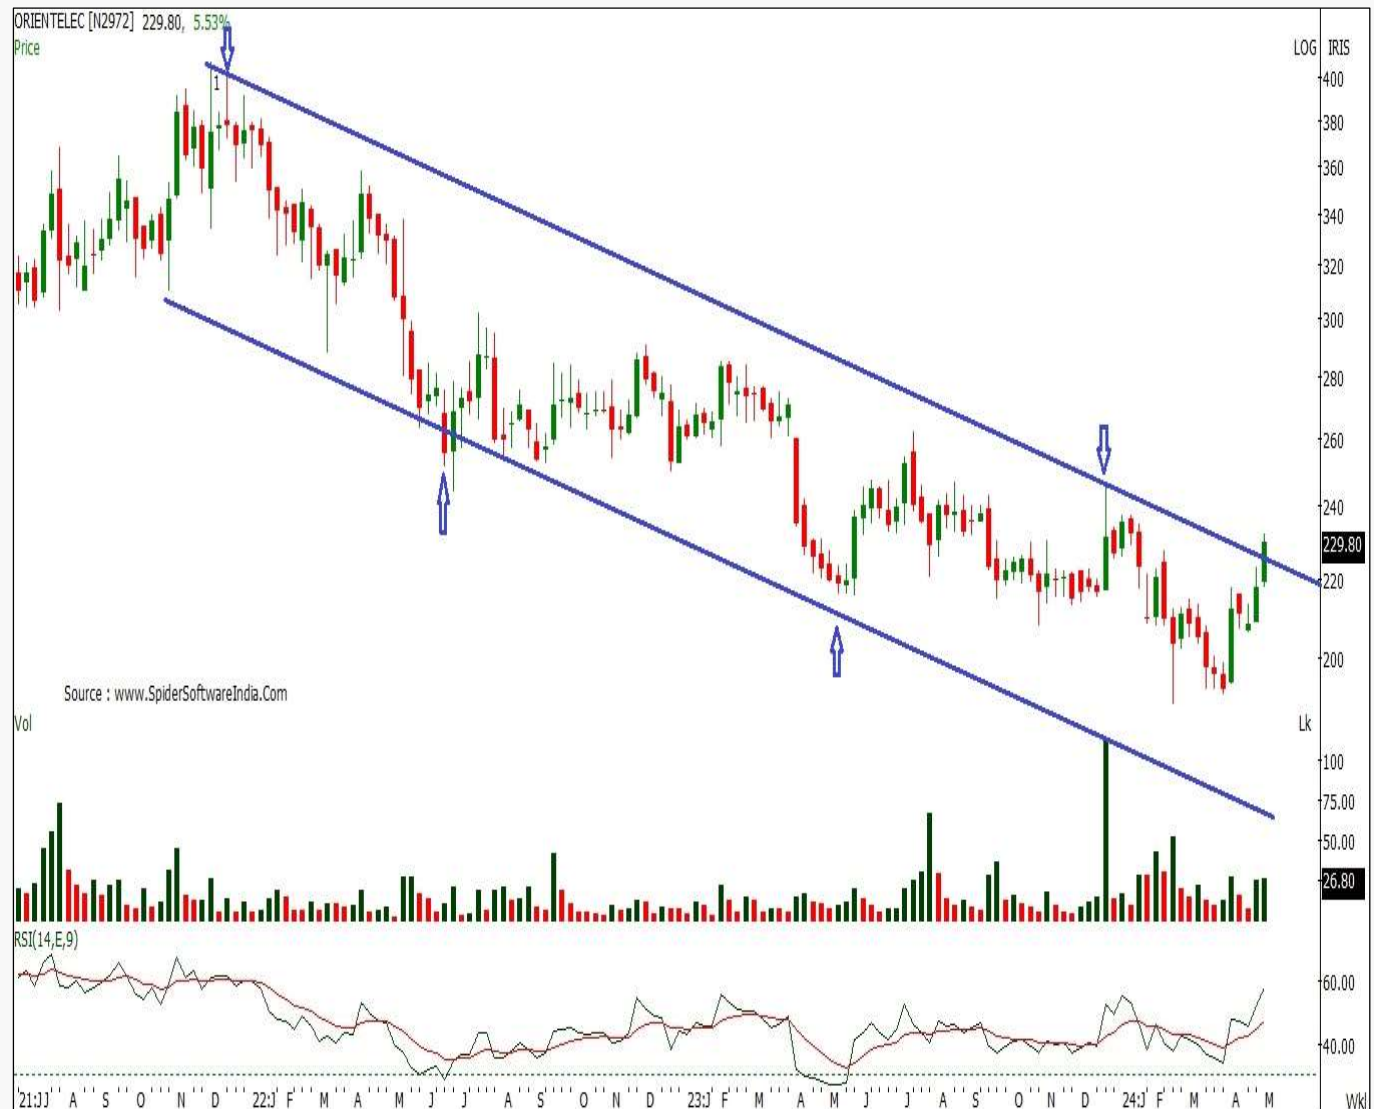 ORIENTELEC [N2972] 229.80, 5.53%
Price
LOG IRIS
1
400
380
360
340
320
300
280
260
240
229.80
220
200
Source : www.SpiderSoftwareIndia.Com
Vol
Lk
100
75.00
50.00
26.80
RSI(14,E,9)
60.00
40.00
21:JJ A S O N D 22:J F M A M J J A S O N D 23:J F M A M J J A S O N D 24:J F M A M Wkl